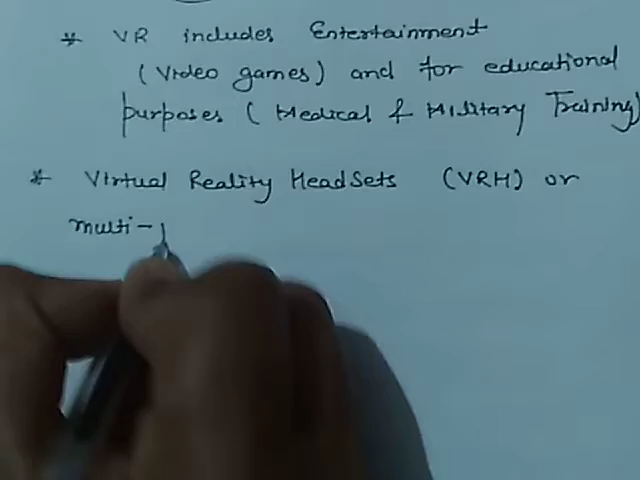 * VR includes Entertainment
(Video games) and for educational
purposes ( Medical & Military Training)
* Virtual Reality HeadSets (VRH) or
multi-